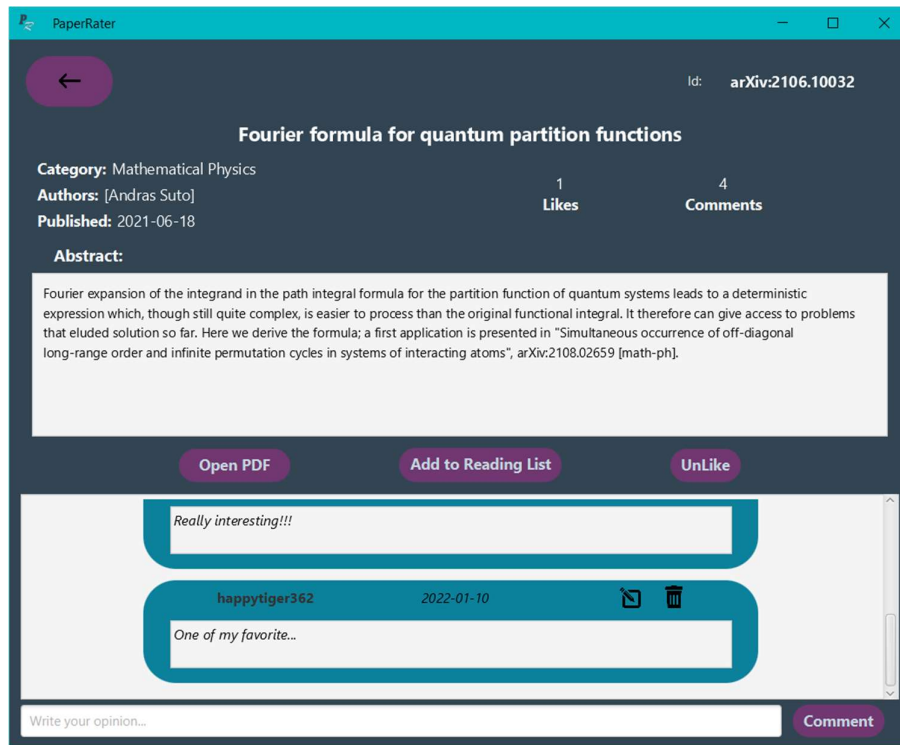 PaperRater
Id: arXiv:2106.10032
Fourier formula for quantum partition functions
Category: Mathematical Physics
Authors: [Andras Suto]
Published: 2021-06-18
1
Likes
4
Comments
Abstract:
Fourier expansion of the integrand in the path integral formula for the partition function of quantum systems leads to a deterministic
expression which, though still quite complex, is easier to process than the original functional integral. It therefore can give access to problems
that eluded solution so far. Here we derive the formula; a first application is presented in "Simultaneous occurrence of off-diagonal
long-range order and infinite permutation cycles in systems of interacting atoms", arXiv:2108.02659 [math-ph].
Open PDF
Add to Reading List
UnLike
Really interesting!!!
happytiger362 2022-01-10
One of my favorite...
Write your opinion...
Comment